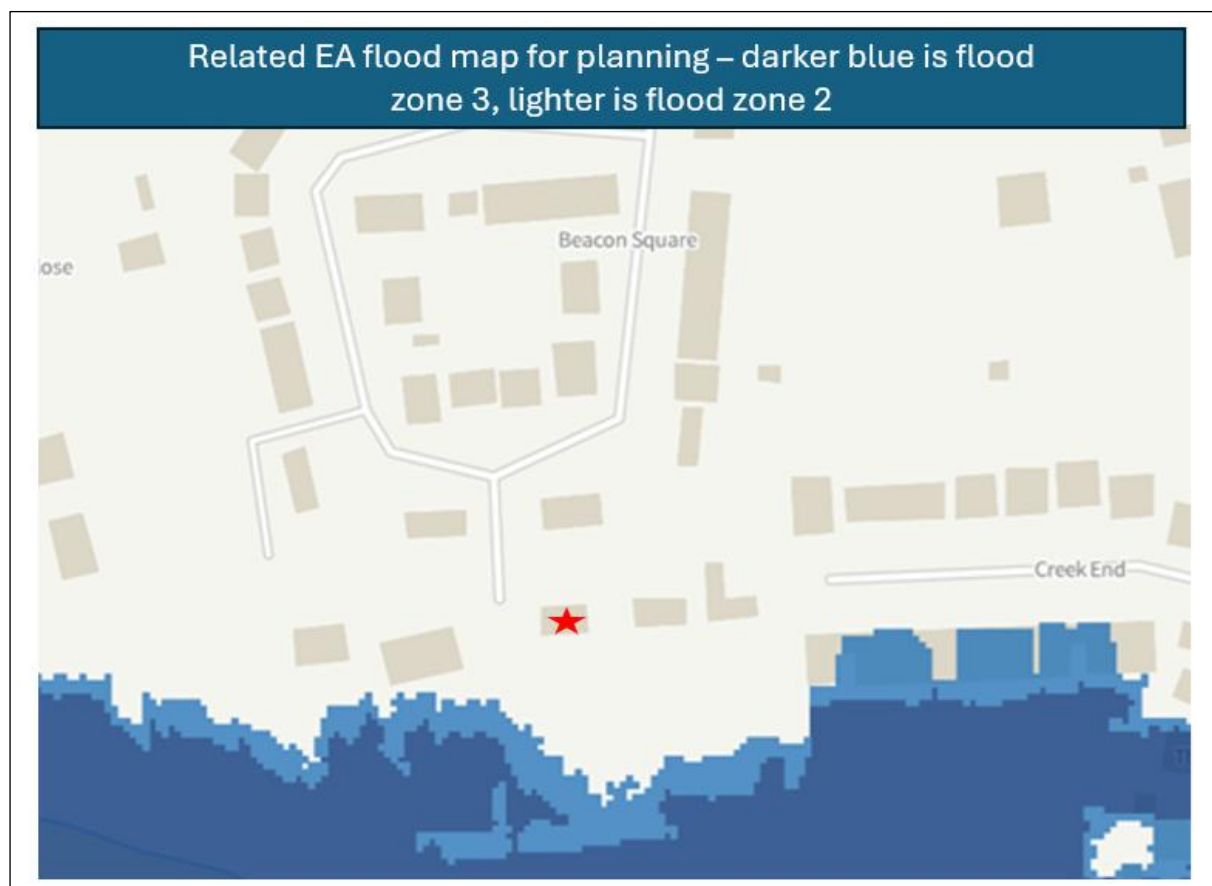 Related EA flood map for planning – darker blue is flood
zone 3, lighter is flood zone 2
Beacon Square
lose
Creek End